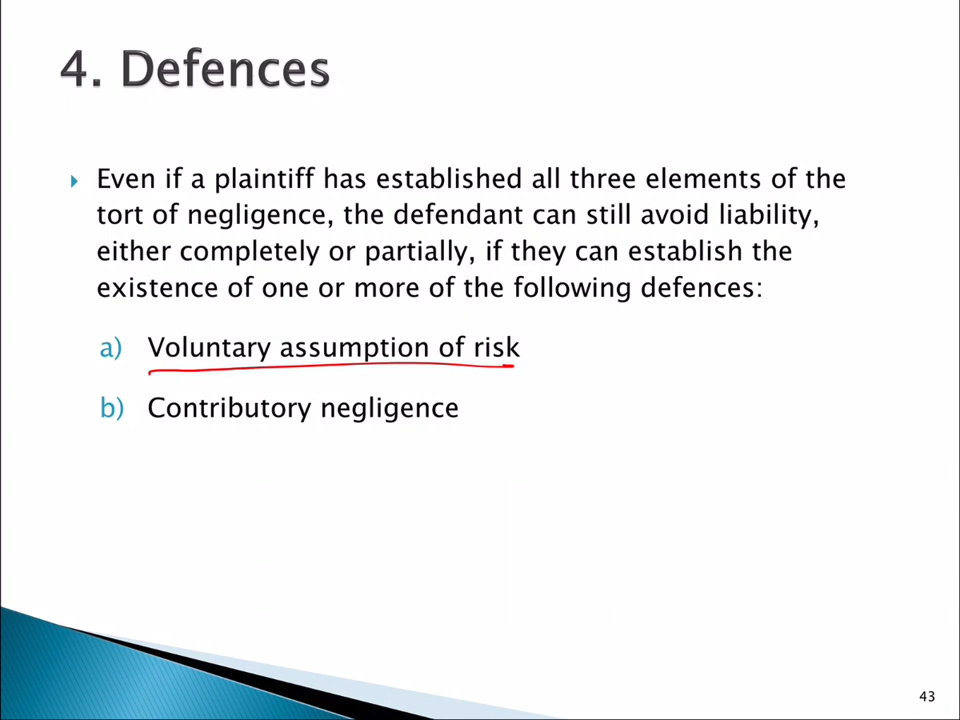 4. Defences
Even if a plaintiff has established all three elements of the
tort of negligence, the defendant can still avoid liability,
either completely or partially, if they can establish the
existence of one or more of the following defences:
a) Voluntary assumption of risk
b) Contributory negligence
43